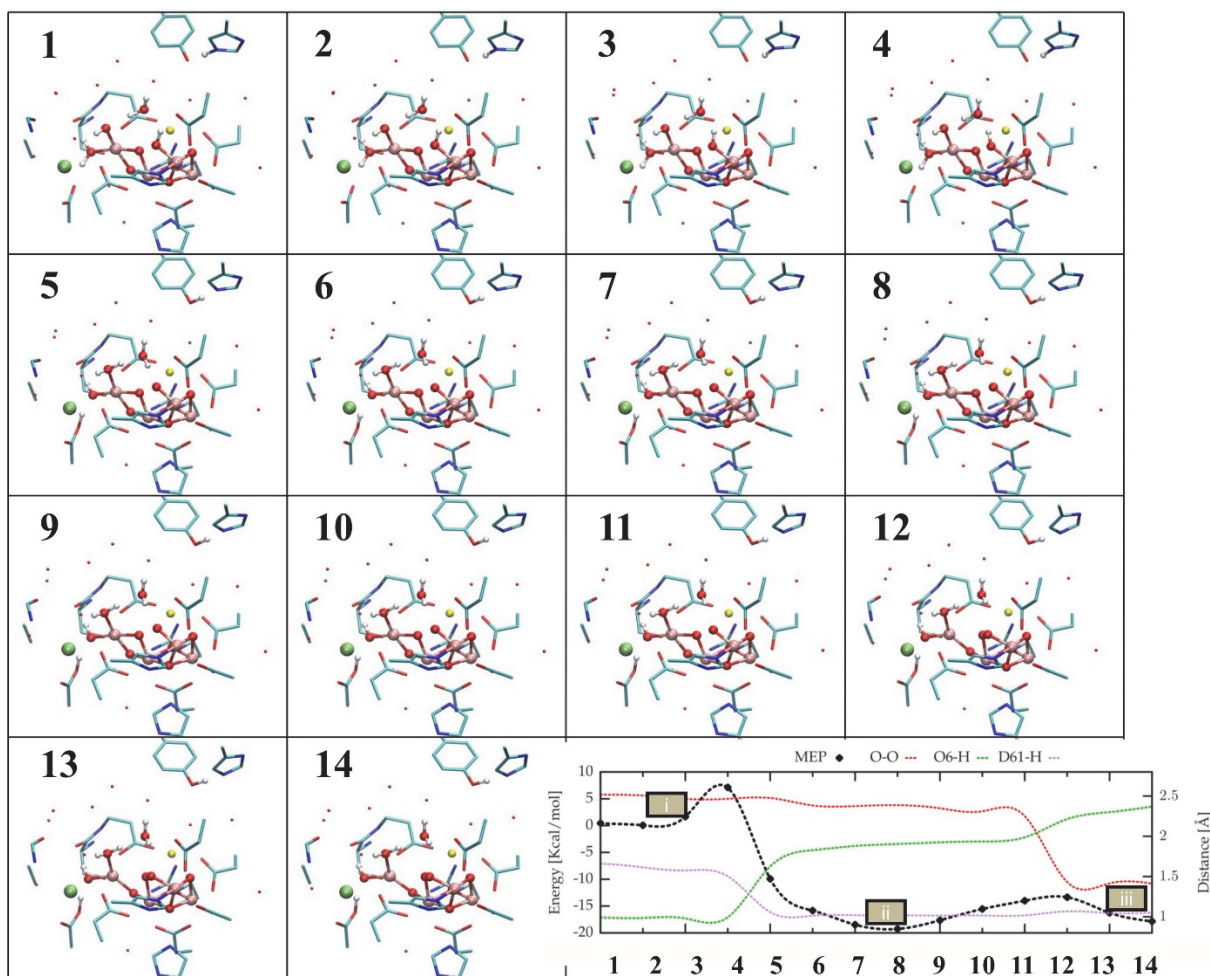 1 2 3 4
5 6 7 8
9 10 11 12
13 14
MEP O-O O6-H D61-H
Energy [Kcal/mol]
10
5
0
-5
-10
-15
-20
i
ii
iii
2.5
2
1.5
1
Distance [Å]
1 2 3 4 5 6 7 8 9 10 11 12 13 14